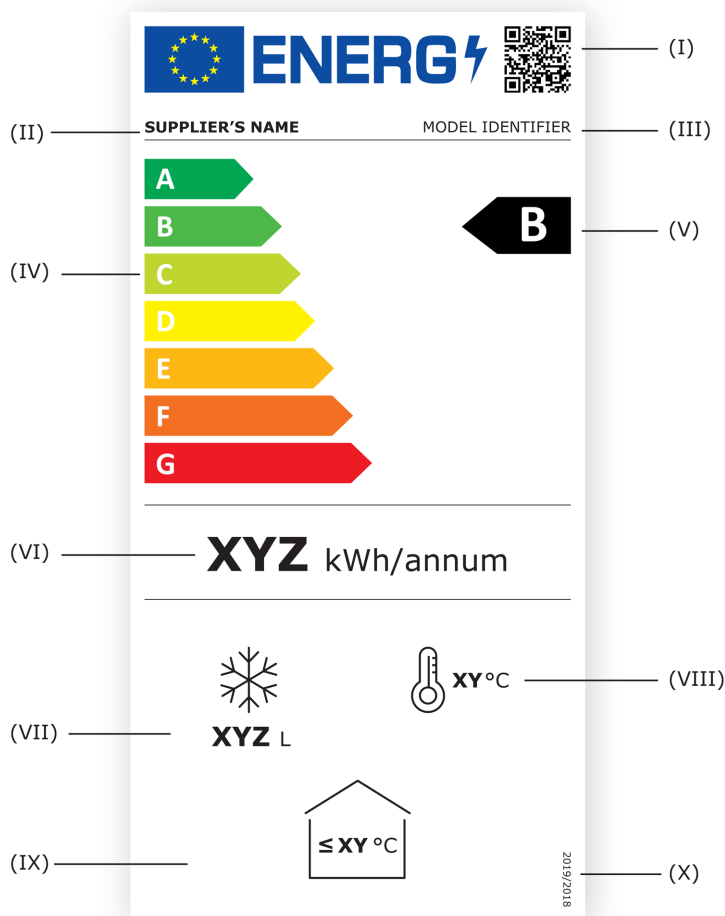 ENERG
(I)
(II)
SUPPLIER'S NAME
MODEL IDENTIFIER
(III)
A
B
B
(V)
(IV)
C
D
E
F
G
(VI)
XYZ kWh/annum
XY°C
(VIII)
(VII)
XYZ L
≤ XY °C
(IX)
2019/2018
(X)